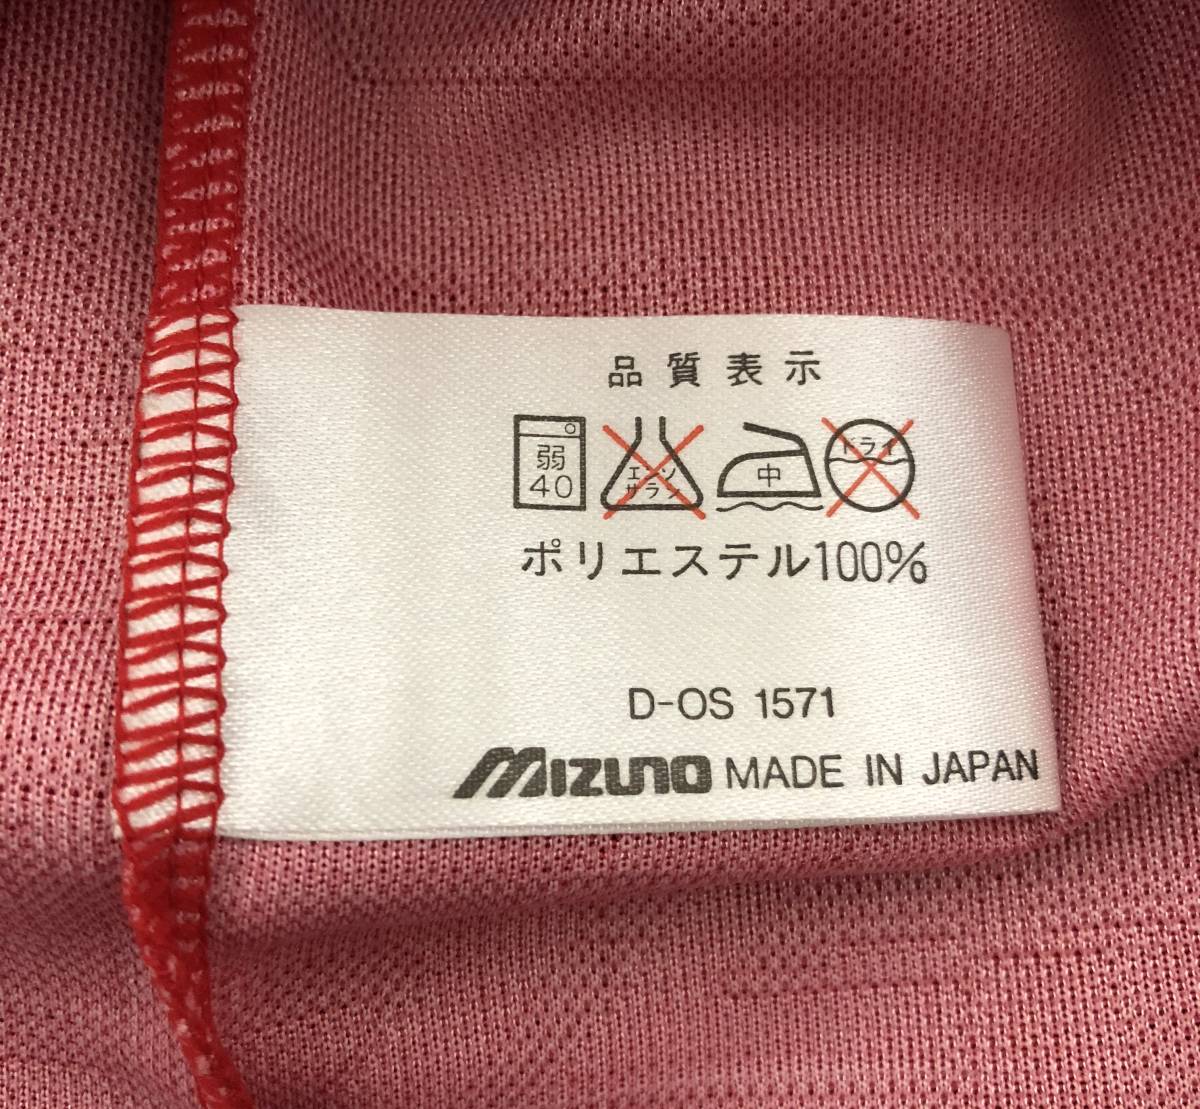 品質表示
弱 エンソ 中 ドライ
40 サラシ
ポリエステル100%
D-OS 1571
MIZUNO MADE IN JAPAN